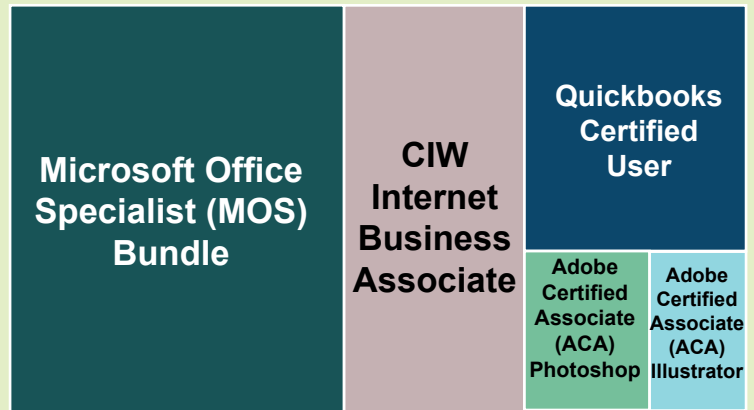 Microsoft Office
Specialist (MOS)
Bundle
CIW
Internet
Business
Associate
Quickbooks
Certified
User
Adobe
Certified
Associate
(ACA)
Photoshop
Adobe
Certified
Associate
(ACA)
Illustrator